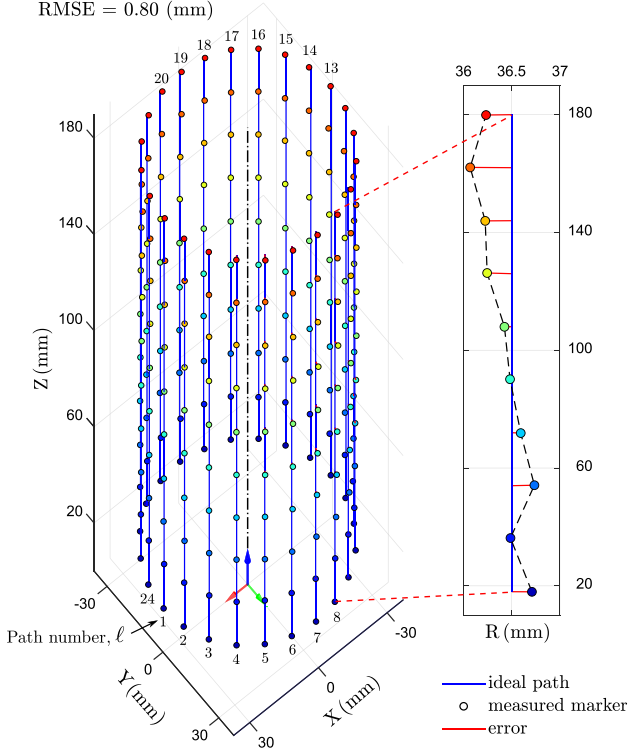 RMSE = 0.80 (mm)
20 19 18 17 16 15 14 13
180
140
100
60
20
Z (mm)
24 1 2 3 4 5 6 7 8
Path number, ℓ
-30
0
30
Y (mm)
30
0
-30
X (mm)
36 36.5 37
180
140
100
60
20
R (mm)
ideal path
measured marker
error